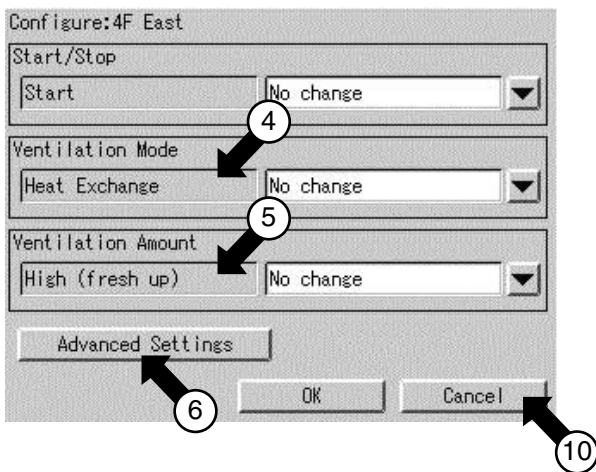 Configure:4F East
Start/Stop
Start No change
4
Ventilation Mode
Heat Exchange No change
5
Ventilation Amount
High (fresh up) No change
Advanced Settings
6
OK Cancel
10